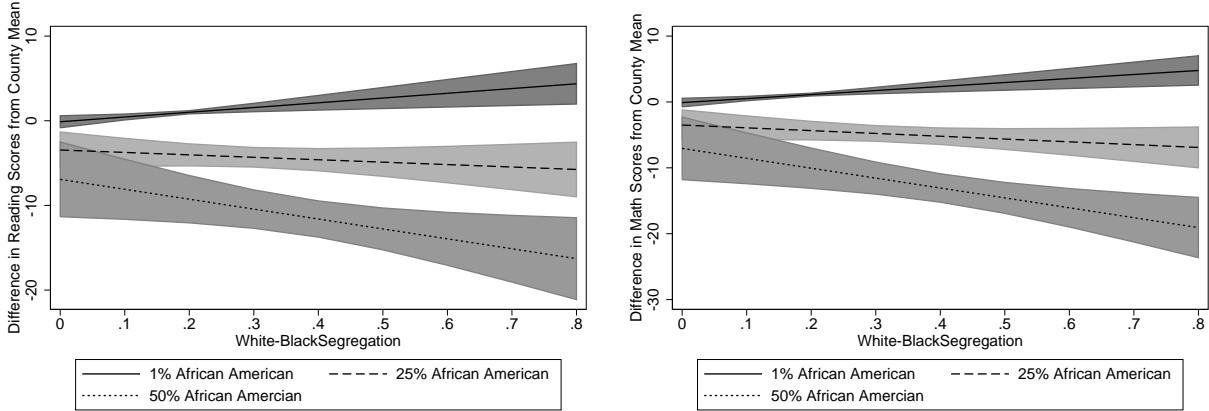 Difference in Reading Scores from County Mean
10
0
-10
-20
0 .1 .2 .3 .4 .5 .6 .7 .8
White-BlackSegregation
1% African American 25% African American
50% African Amercian
Difference in Math Scores from County Mean
10
0
-10
-20
-30
0 .1 .2 .3 .4 .5 .6 .7 .8
White-BlackSegregation
1% African American 25% African American
50% African Amercian